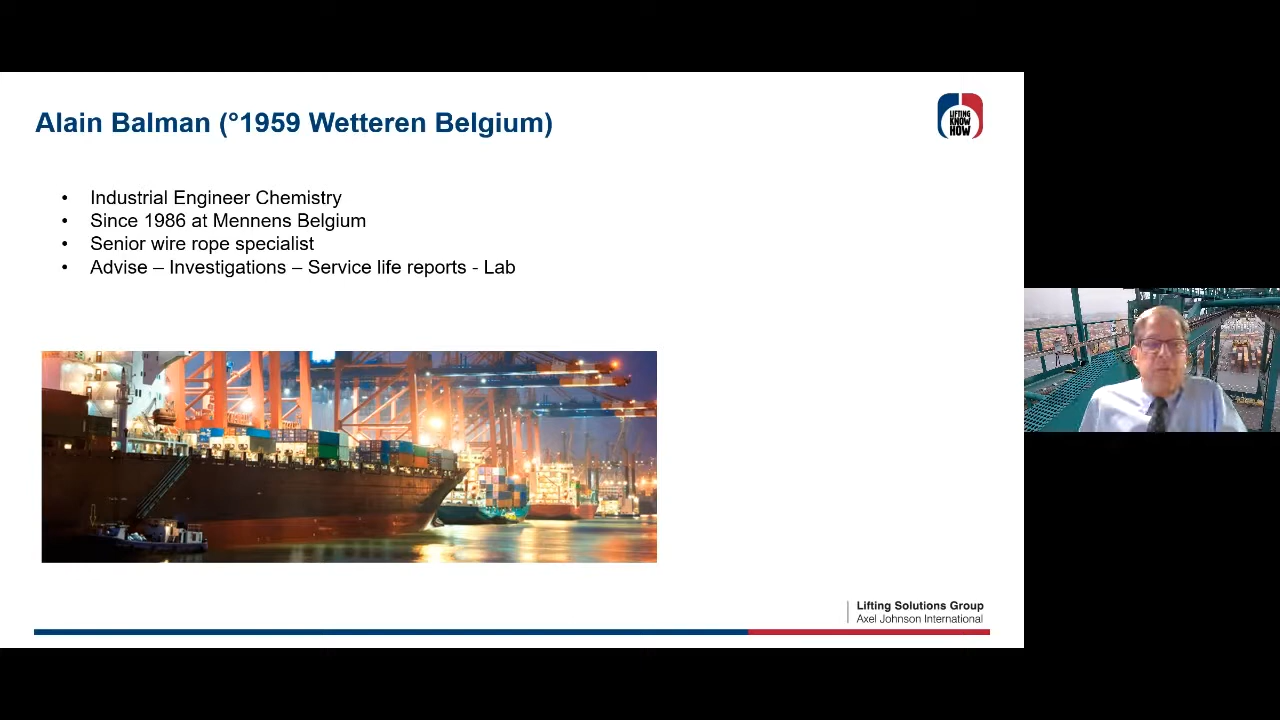 Alain Balman (°1959 Wetteren Belgium)
LIFTING
KNOW
HOW
• Industrial Engineer Chemistry
• Since 1986 at Mennens Belgium
• Senior wire rope specialist
• Advise – Investigations – Service life reports - Lab
Lifting Solutions Group
Axel Johnson International